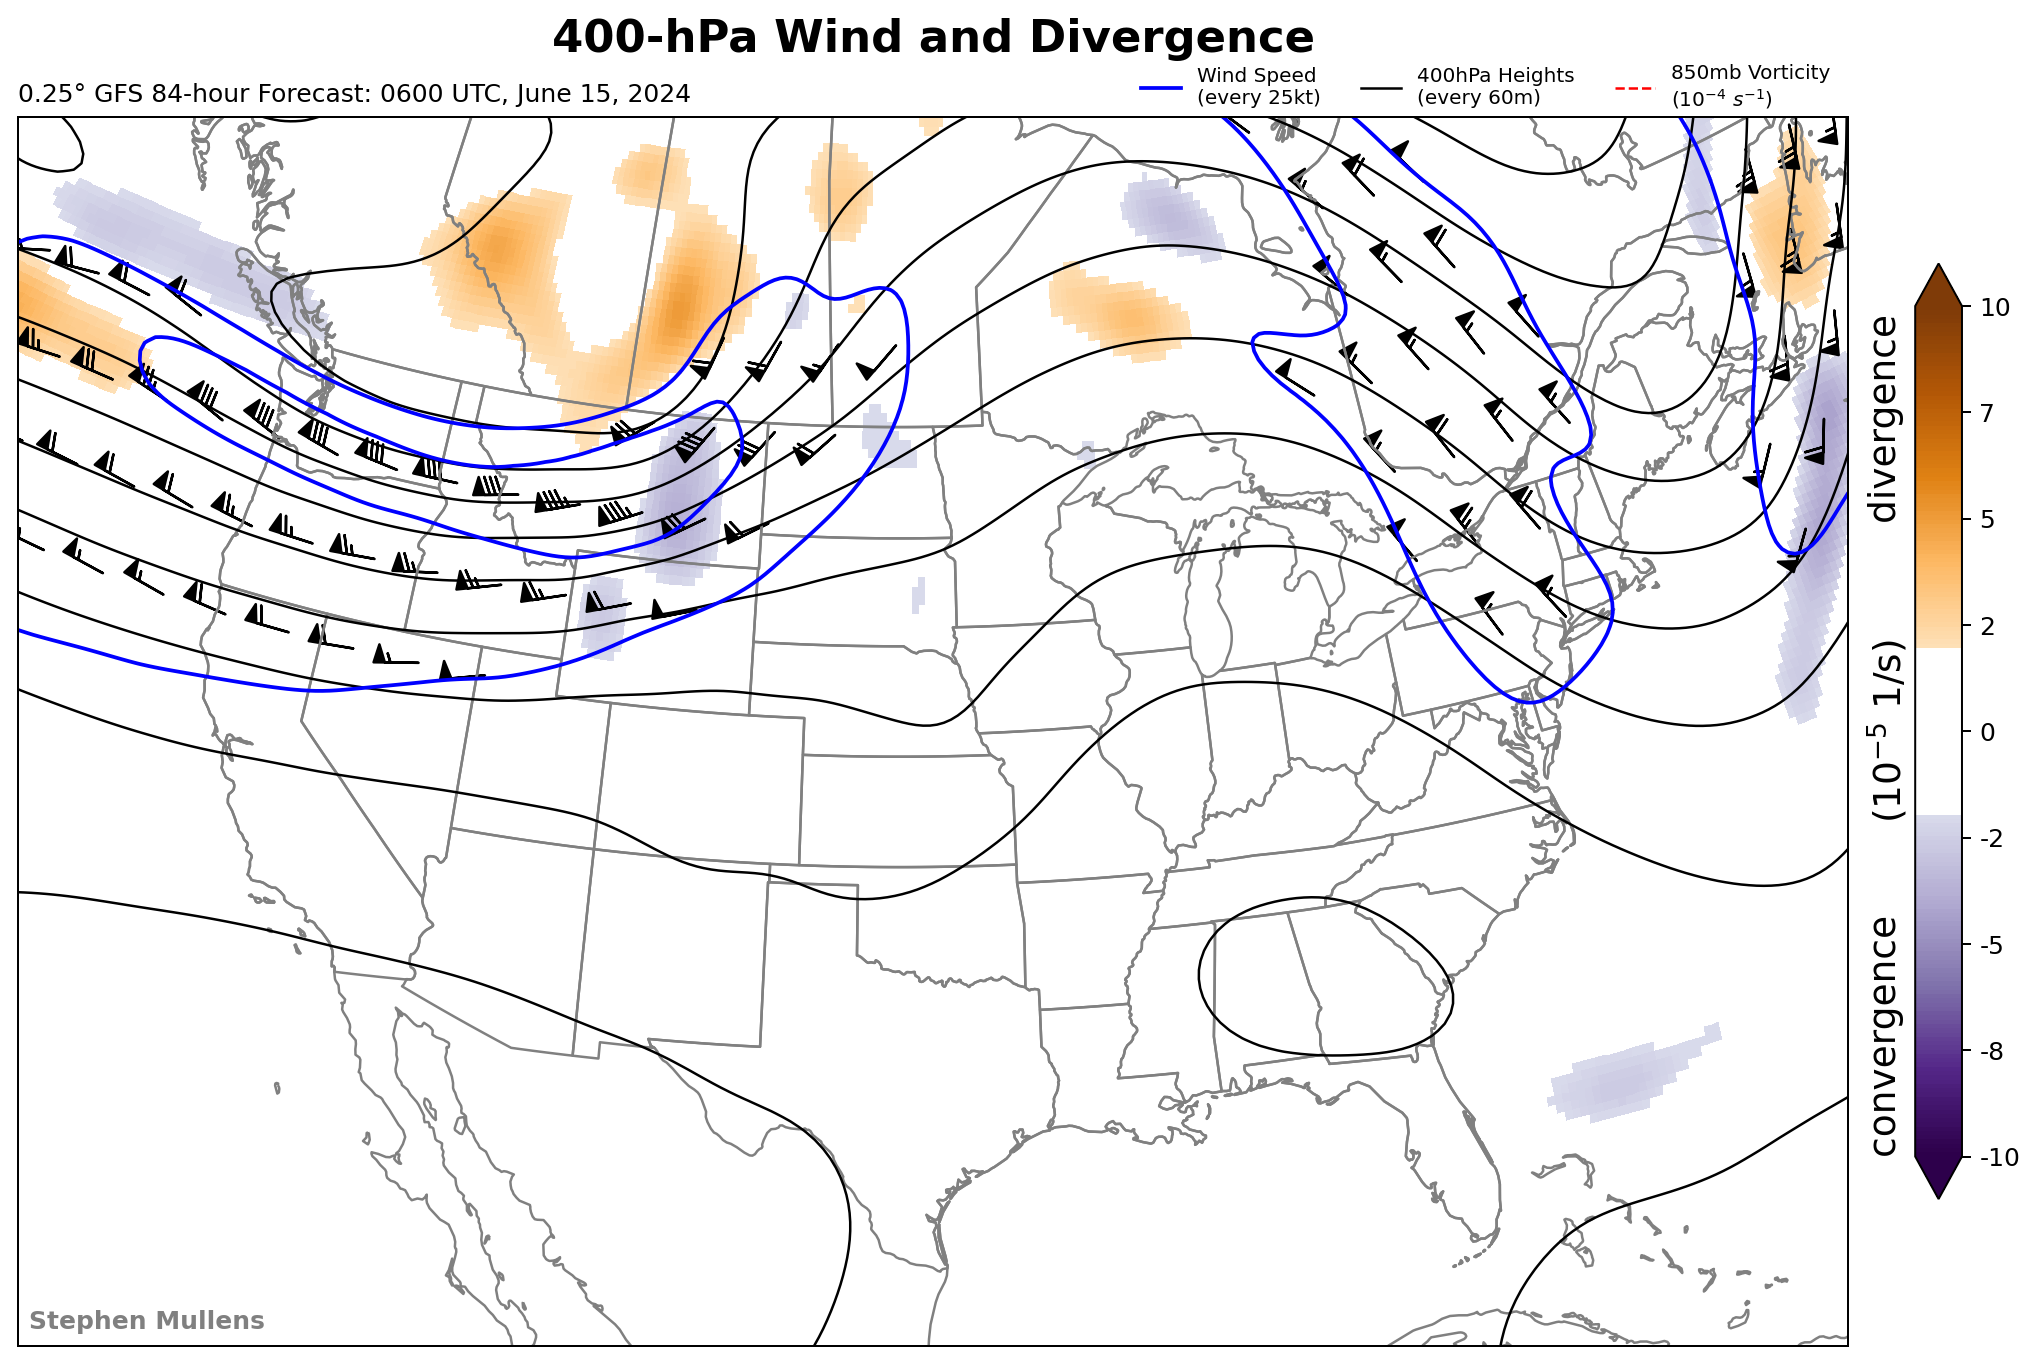 400-hPa Wind and Divergence
0.25° GFS 84-hour Forecast: 0600 UTC, June 15, 2024
Wind Speed
(every 25kt)
400hPa Heights
(every 60m)
850mb Vorticity
(10⁻⁴ s⁻¹)
10
7
5
2
0
-2
-5
-8
-10
convergence (10⁻⁵ 1/s) divergence
Stephen Mullens